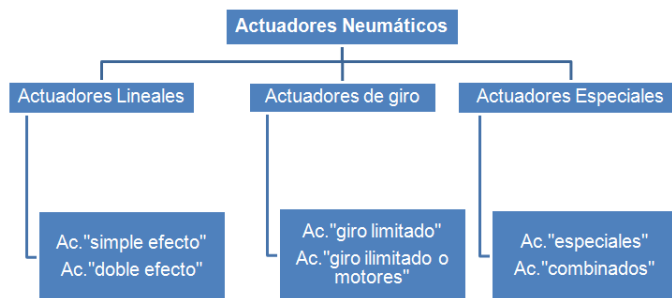 Actuadores Neumáticos
Actuadores Lineales
Actuadores de giro
Actuadores Especiales
Ac."simple efecto"
Ac."doble efecto"
Ac."giro limitado"
Ac."giro ilimitado o
motores"
Ac."especiales"
Ac."combinados"